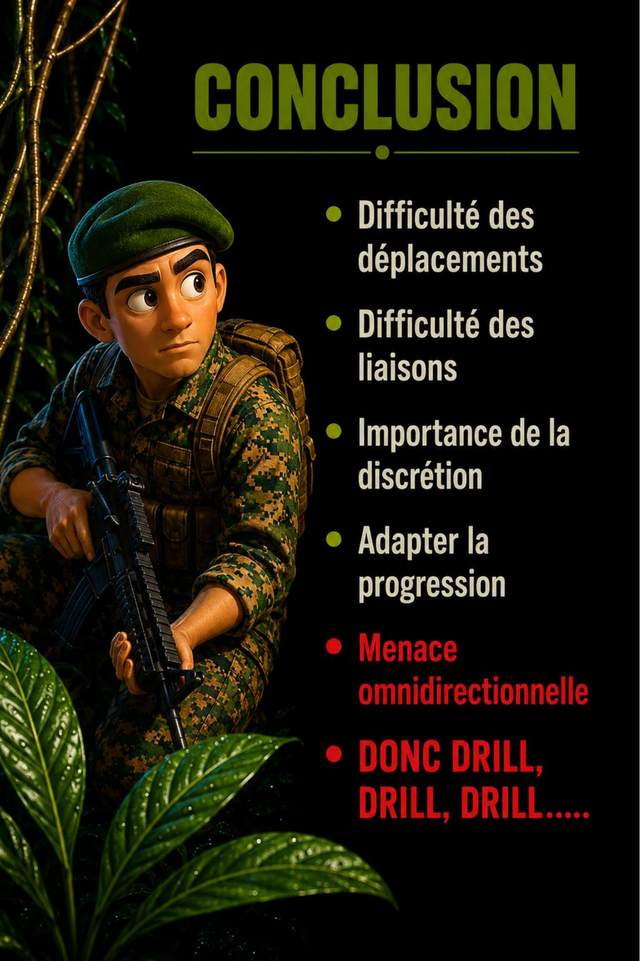 CONCLUSION
Difficulté des
déplacements
Difficulté des
liaisons
Importance de la
discrétion
Adapter la
progression
Menace
omnidirectionnelle
DONC DRILL,
DRILL, DRILL.....